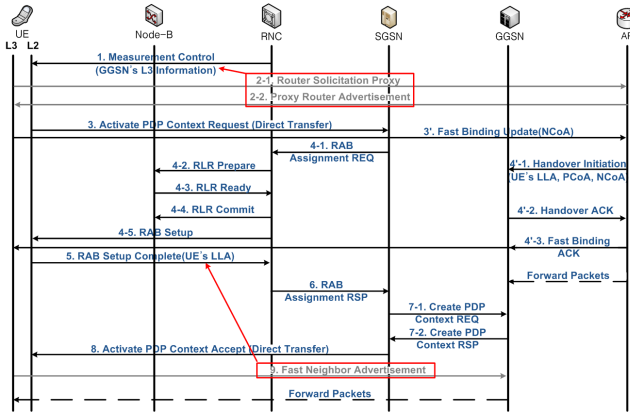 UE
Node-B
RNC
SGSN
GGSN
AR
L3 L2
1. Measurement Control
(GGSN's L3 Information)
2-1. Router Solicitation Proxy
2-2. Proxy Router Advertisement
3. Activate PDP Context Request (Direct Transfer)
3'. Fast Binding Update(NCoA)
4-1. RAB
Assignment REQ
4-2. RLR Prepare
4'-1. Handover Initiation
(UE's LLA, PCoA, NCoA)
4-3. RLR Ready
4-4. RLR Commit
4'-2. Handover ACK
4-5. RAB Setup
4'-3. Fast Binding
ACK
5. RAB Setup Complete(UE's LLA)
Forward Packets
6. RAB
Assignment RSP
7-1. Create PDP
Context REQ
7-2. Create PDP
Context RSP
8. Activate PDP Context Accept (Direct Transfer)
9. Fast Neighbor Advertisement
Forward Packets